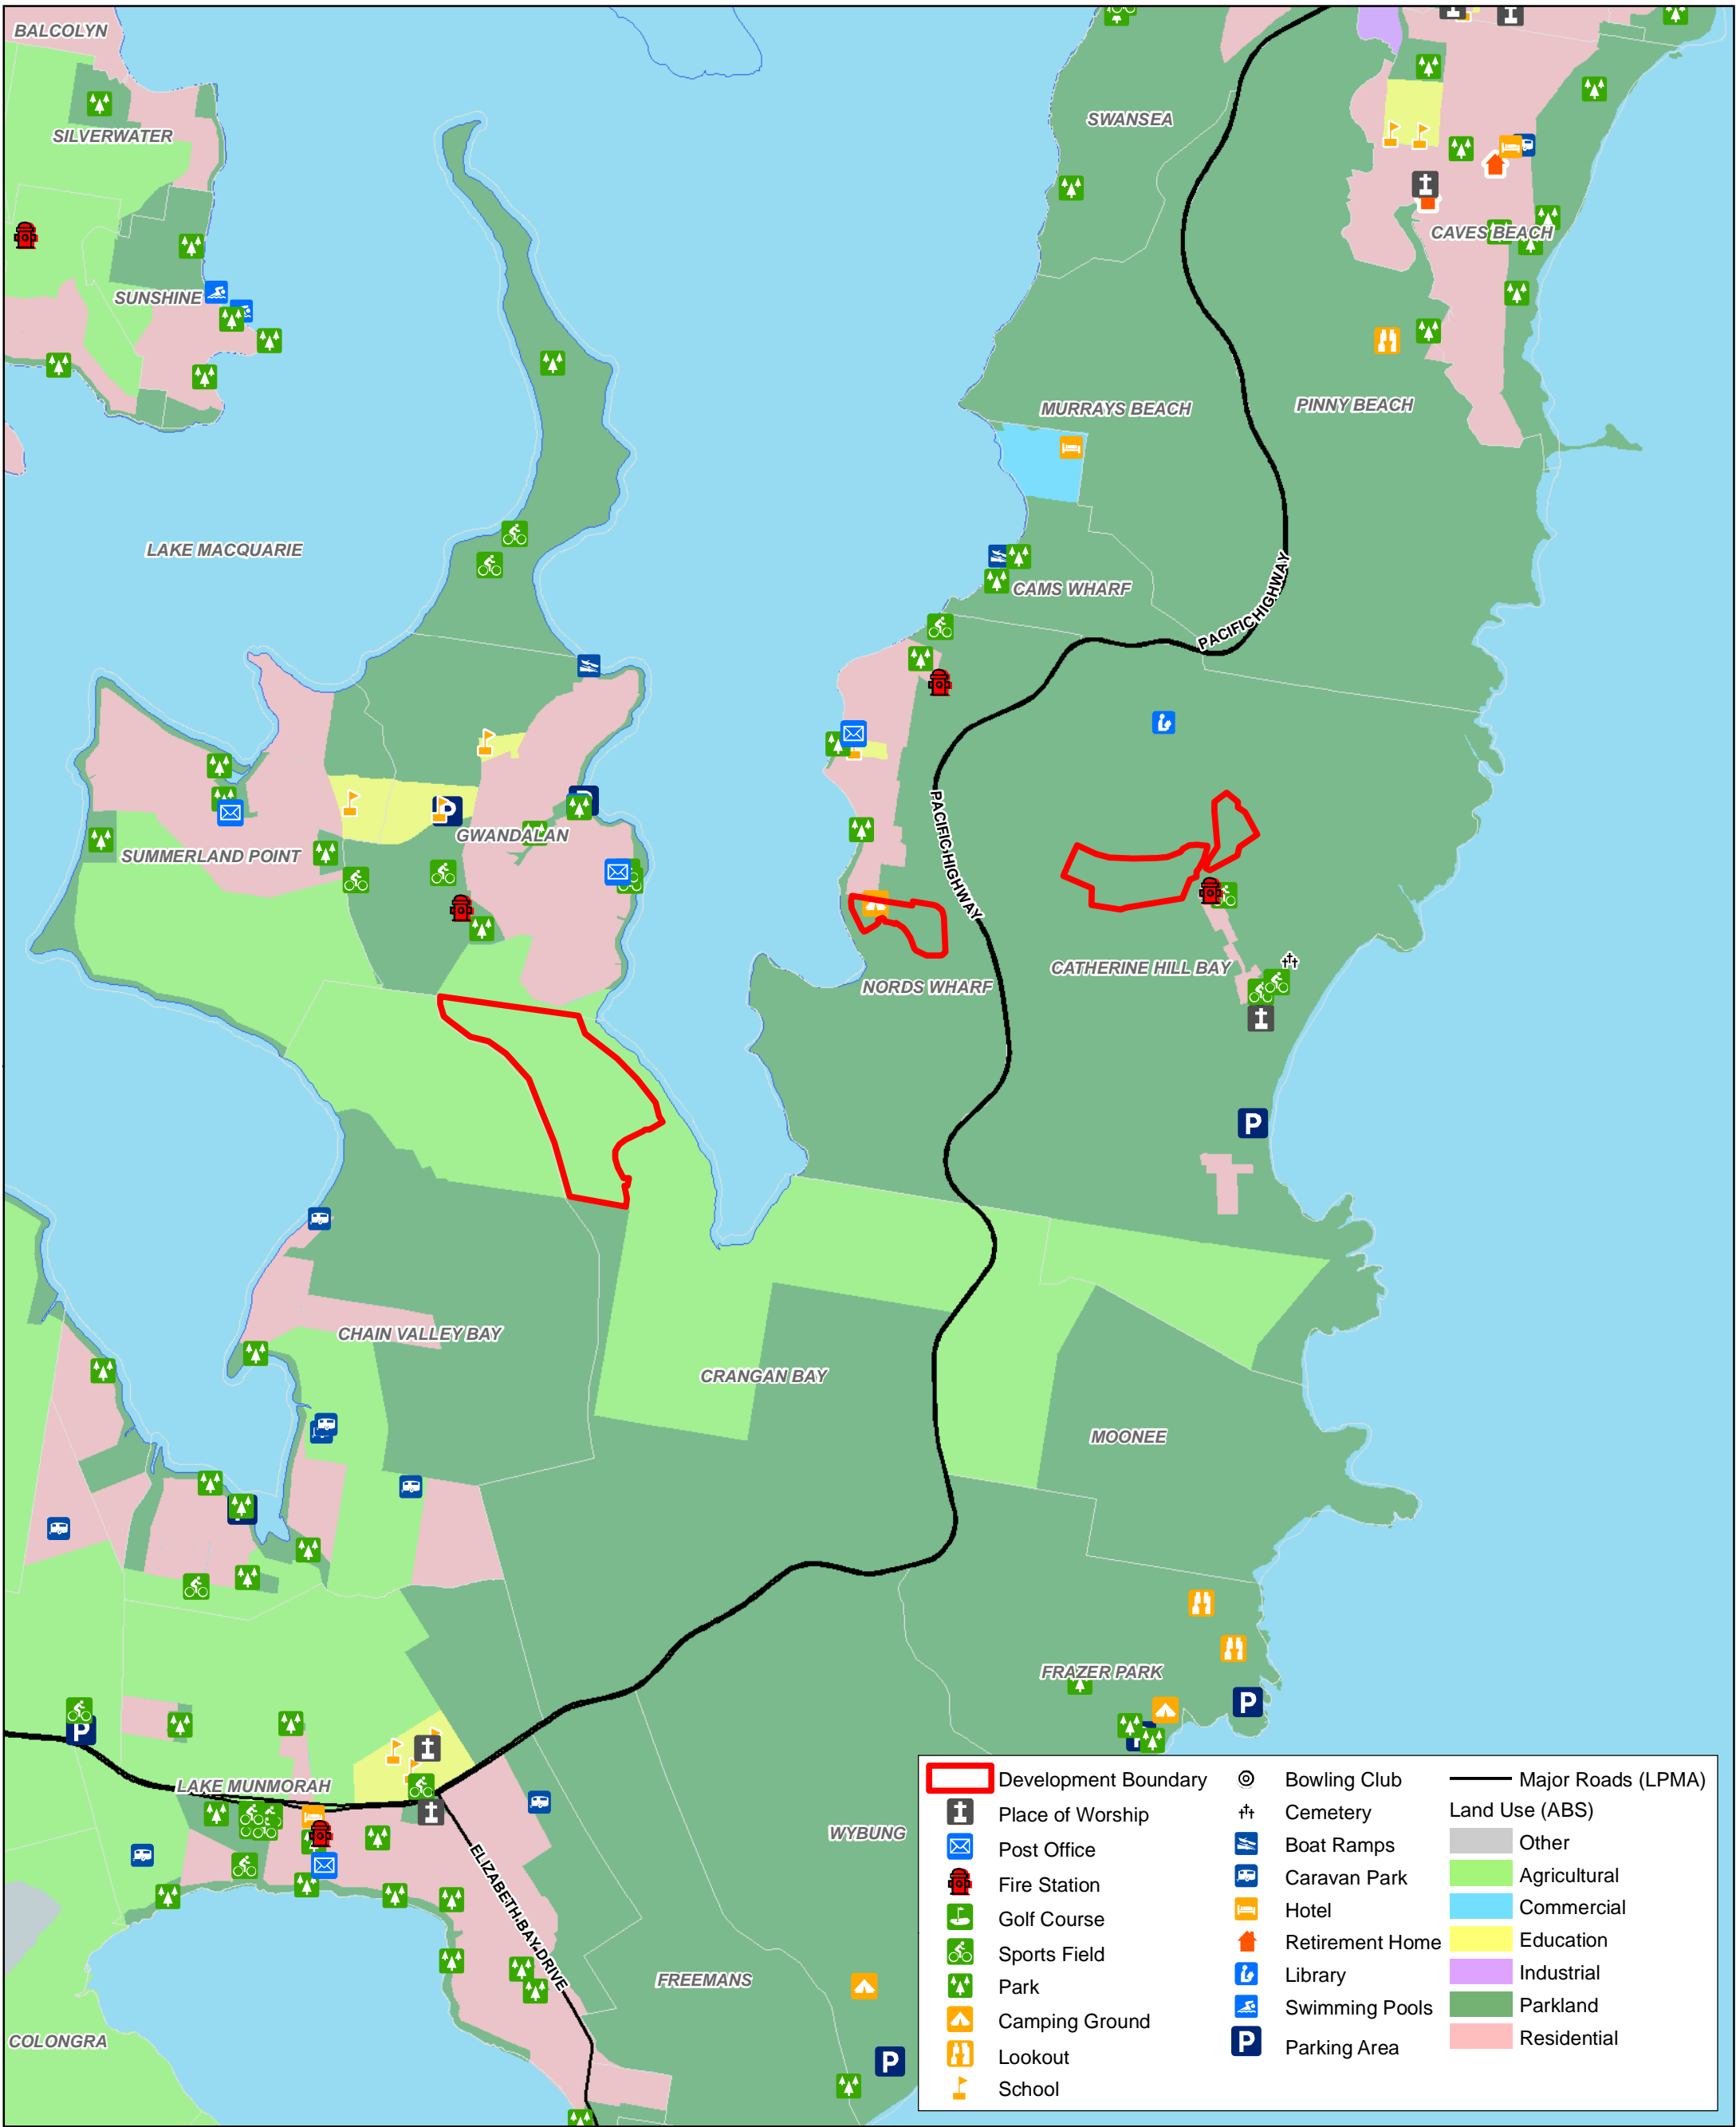 BALCOLYN
SWANSEA
SILVERWATER
CAVES BEACH
SUNSHINE
MURRAYS BEACH
PINNY BEACH
LAKE MACQUARIE
CAMS WHARF
PACIFIC HIGHWAY
PACIFIC HIGHWAY
GWANDALAN
SUMMERLAND POINT
CATHERINE HILL BAY
NORDS WHARF
P
CHAIN VALLEY BAY
CRANGAN BAY
MOONEE
FRAZER PARK
P
P
LAKE MUNMORAH
WYBUNG
ELIZABETH BAY DRIVE
FREEMANS
COLONGRA
P
Development Boundary
Place of Worship
Post Office
Fire Station
Golf Course
Sports Field
Park
Camping Ground
Lookout
School
Bowling Club
Cemetery
Boat Ramps
Caravan Park
Hotel
Retirement Home
Library
Swimming Pools
P Parking Area
Major Roads (LPMA)
Land Use (ABS)
Other
Agricultural
Commercial
Education
Industrial
Parkland
Residential